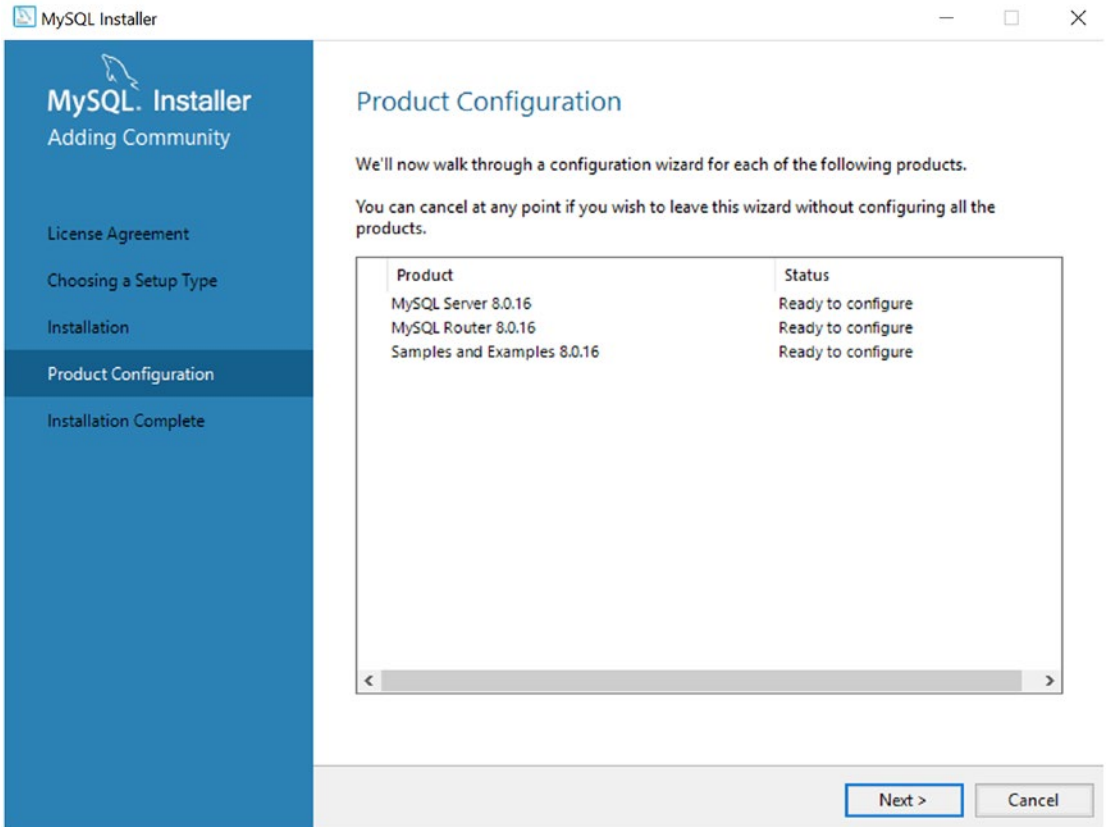 MySQL Installer
MySQL. Installer
Adding Community
License Agreement
Choosing a Setup Type
Installation
Product Configuration
Installation Complete
Product Configuration
We'll now walk through a configuration wizard for each of the following products.
You can cancel at any point if you wish to leave this wizard without configuring all the
products.
Product Status
MySQL Server 8.0.16 Ready to configure
MySQL Router 8.0.16 Ready to configure
Samples and Examples 8.0.16 Ready to configure
Next > Cancel